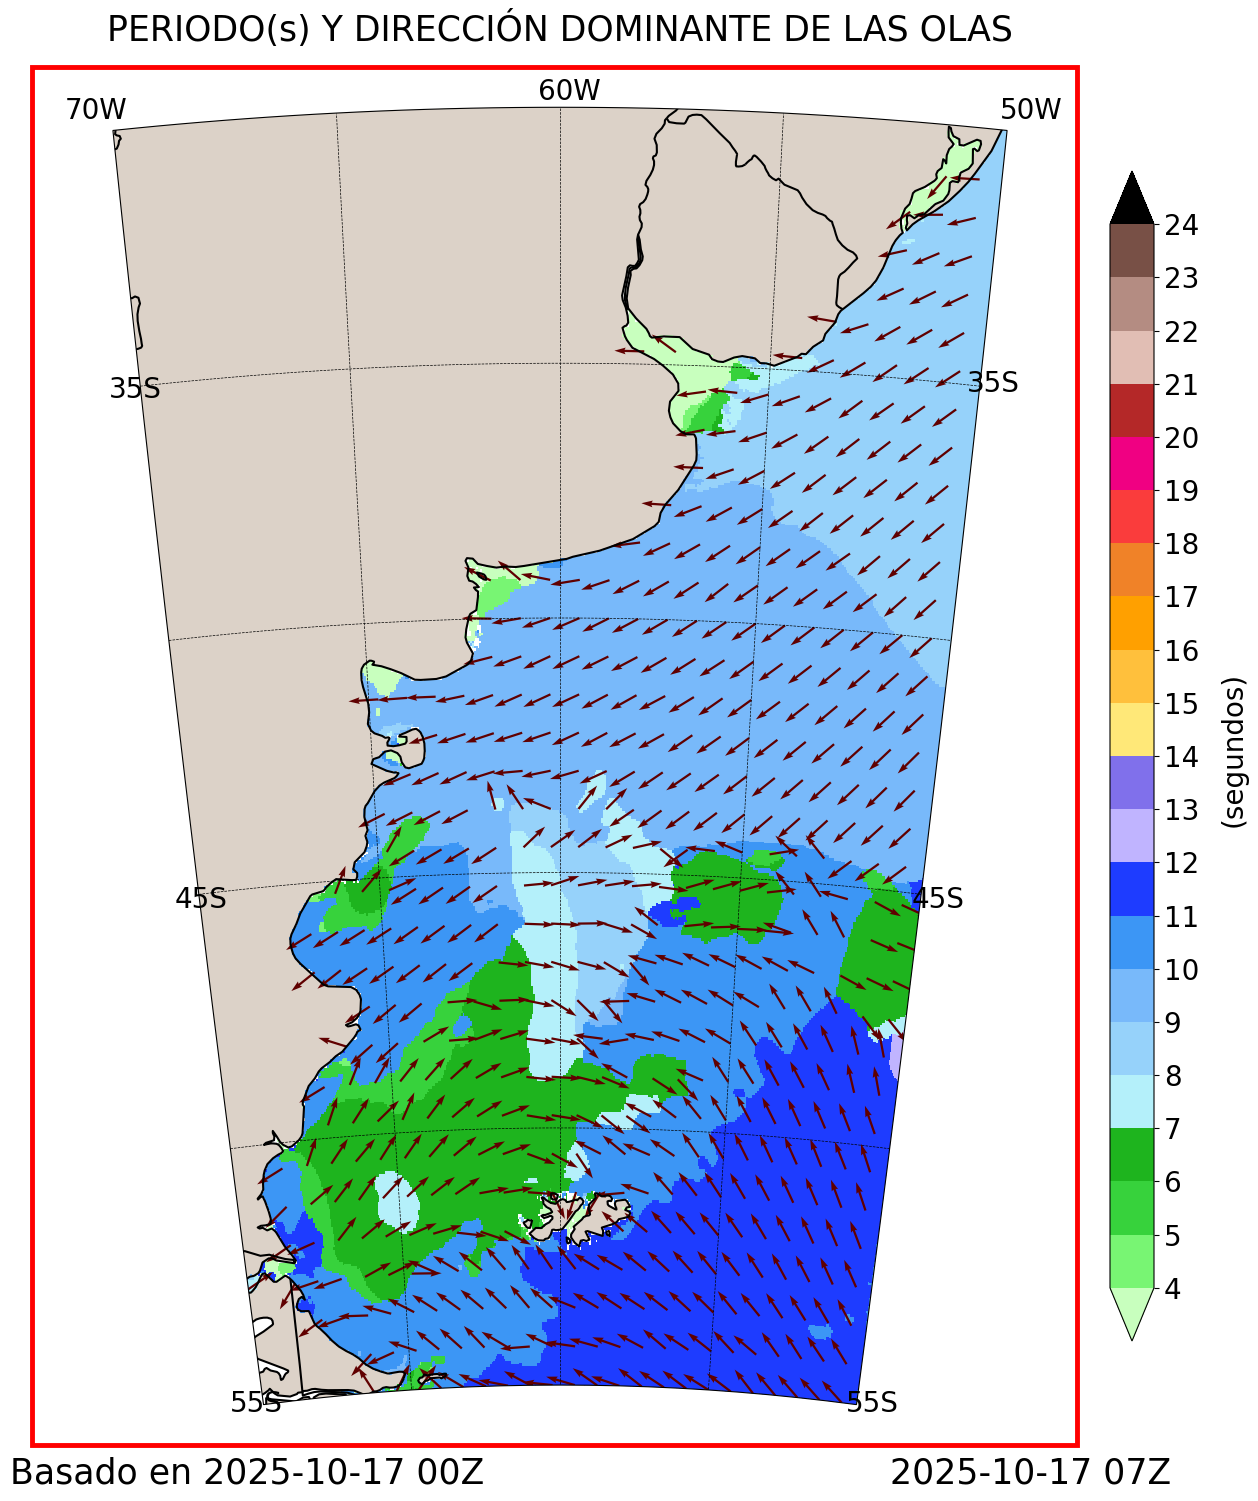 PERIODO(s) Y DIRECCIÓN DOMINANTE DE LAS OLAS
70W
60W
50W
35S
35S
45S
45S
55S
55S
24
23
22
21
20
19
18
17
16
15
14
13
12
11
10
9
8
7
6
5
4
(segundos)
Basado en 2025-10-17 00Z
2025-10-17 07Z